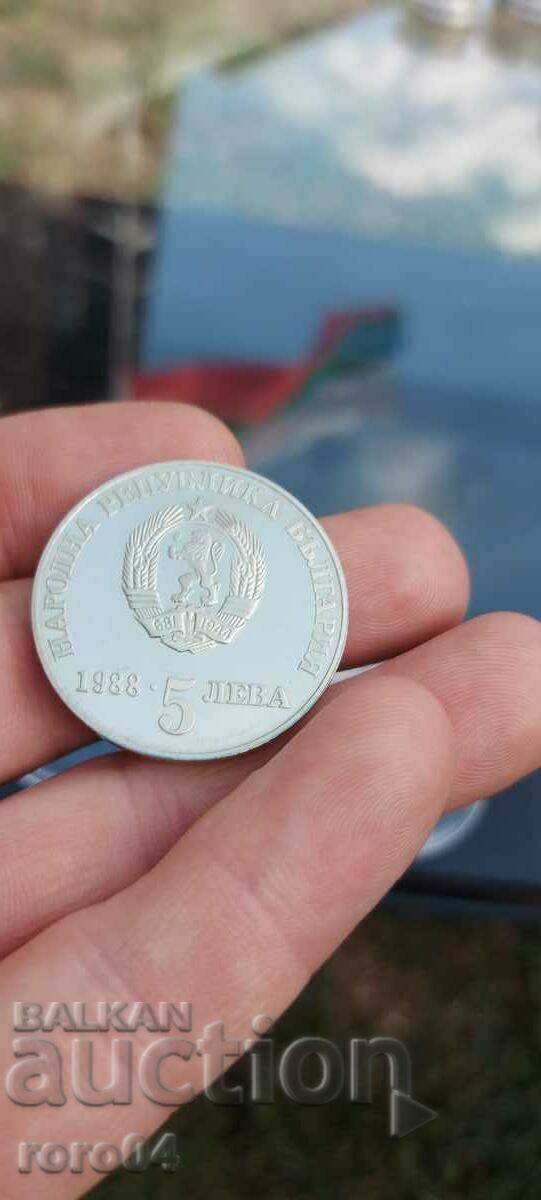 НАРОДНА РЕПУБЛИКА БЪЛГАРИЯ
681 1944
1988 · 5 ЛЕВА
BALKAN
auction
roro04